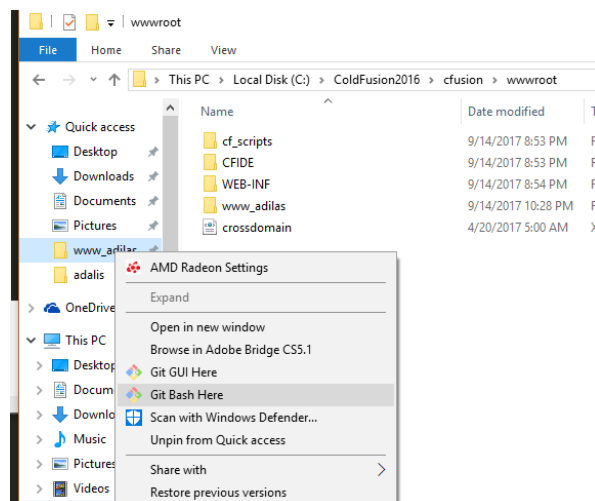 wwwroot
File Home Share View
This PC > Local Disk (C:) > ColdFusion2016 > cfusion > wwwroot
Name Date modified
Quick access
Desktop
Downloads
Documents
Pictures
www_adilas
adalis
OneDrive
This PC
Desktop
Docum
Downlo
Music
Pictures
Videos
cf_scripts 9/14/2017 8:53 PM
CFIDE 9/14/2017 8:53 PM
WEB-INF 9/14/2017 8:54 PM
www_adilas 9/14/2017 10:28 PM
crossdomain 4/20/2017 5:00 AM
AMD Radeon Settings
Expand
Open in new window
Browse in Adobe Bridge CS5.1
Git GUI Here
Git Bash Here
Scan with Windows Defender...
Unpin from Quick access
Share with
Restore previous versions